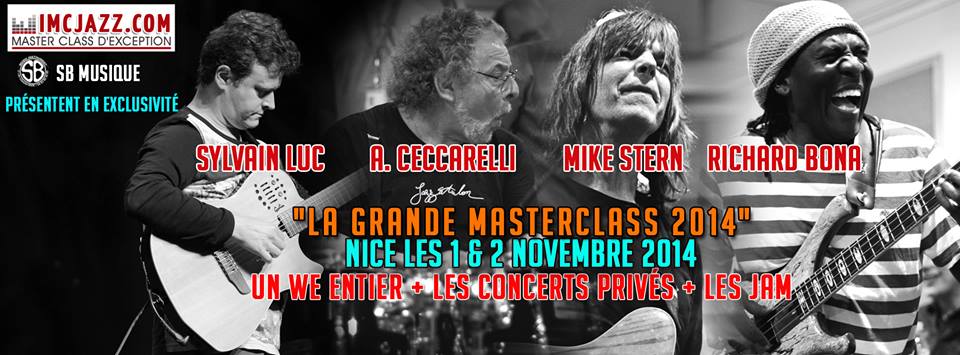 IMCJAZZ.COM
MASTER CLASS D'EXCEPTION
SB SB MUSIQUE
PRÉSENTENT EN EXCLUSIVITÉ
SYLVAIN LUC A. CECCARELLI MIKE STERN RICHARD BONA
"LA GRANDE MASTERCLASS 2014"
NICE LES 1 & 2 NOVEMBRE 2014
UN WE ENTIER + LES CONCERTS PRIVÉS + LES JAM